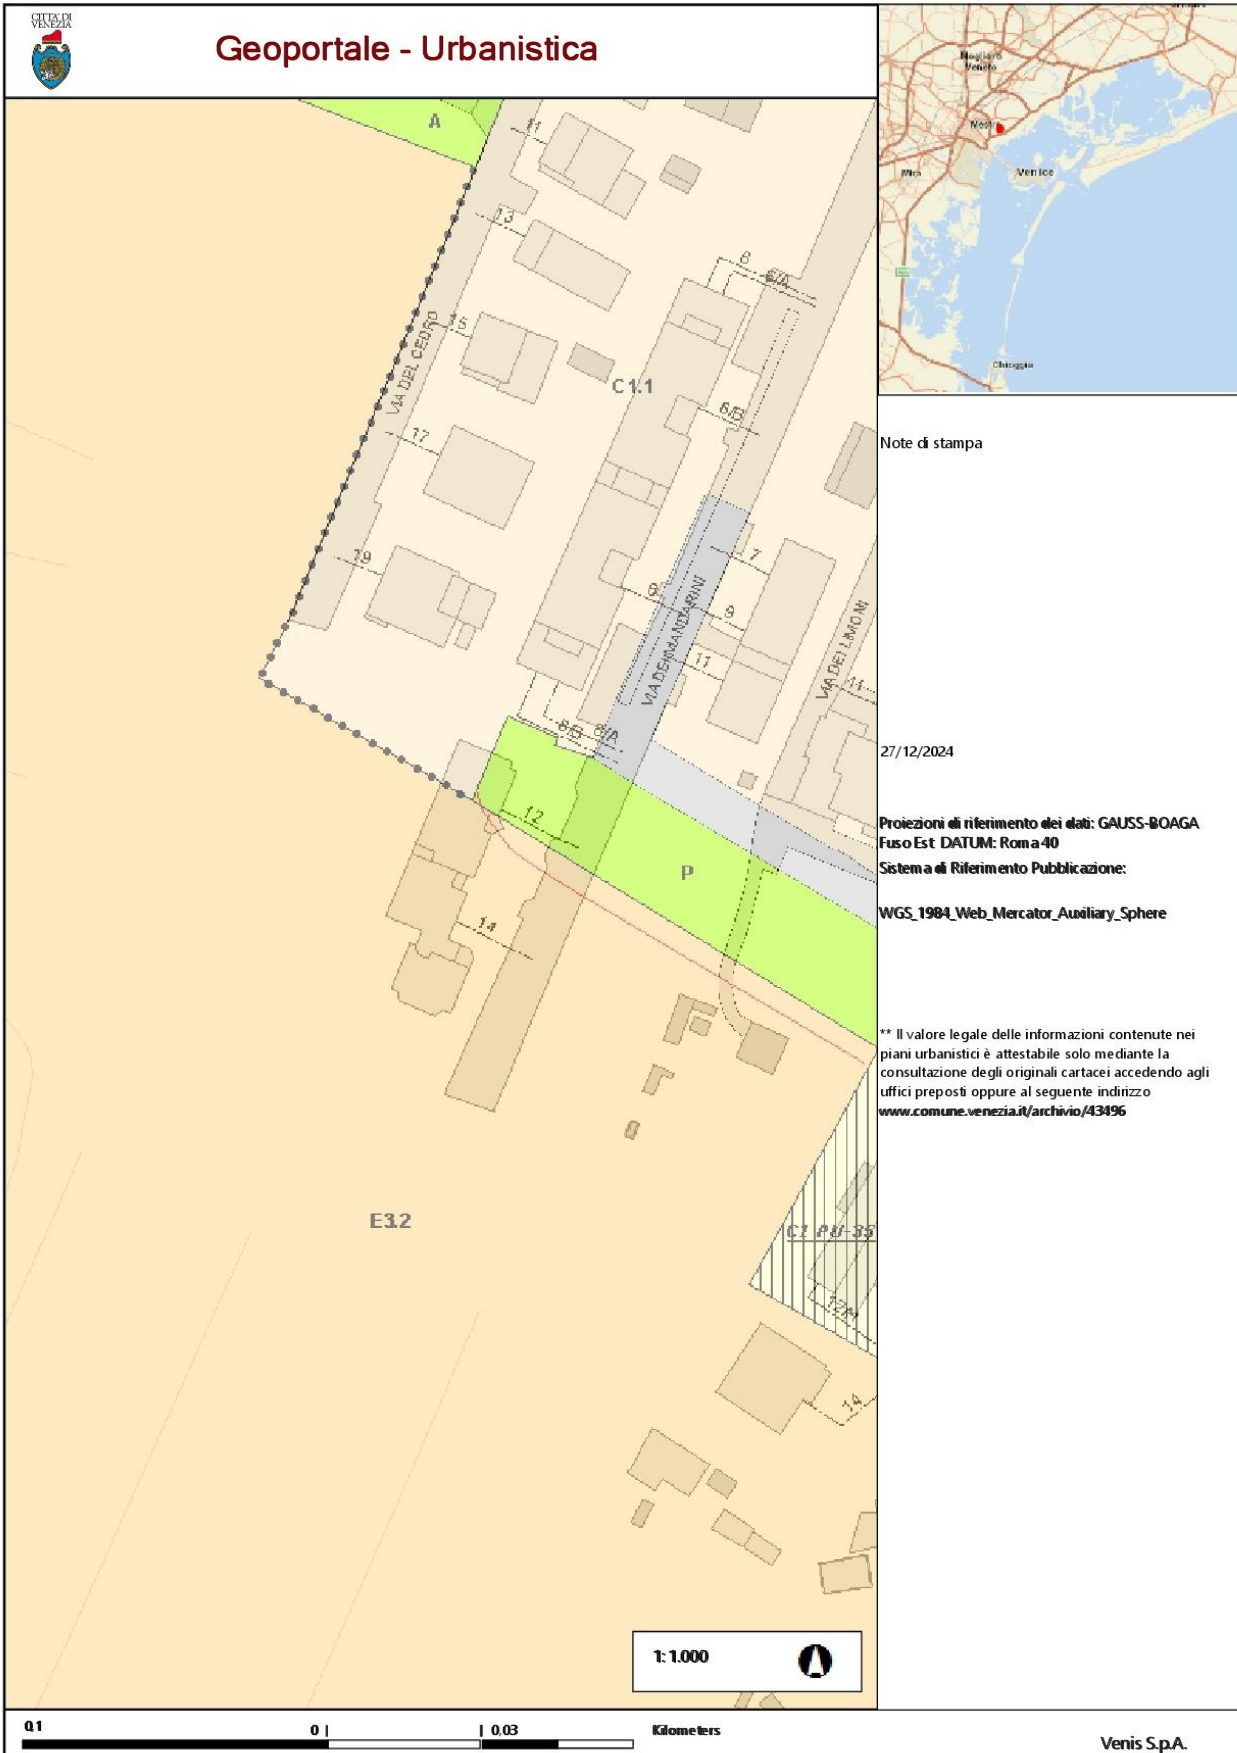 CITTA' DI
VENEZIA
Geoportale - Urbanistica
Mogliano
Veneto
Mestre
Mira
Venice
Chioggia
A
11
13
15
VIA DEL CEDRO
17
19
6
6/A
C1.1
6/B
7
9
9
VIA DEI MANDARINI
11
VIA DEI LIMONI
11
8/B
8/A
12
P
14
E3.2
C1 PU-35
12/A
14
Note di stampa
27/12/2024
Proiezioni di riferimento dei dati: GAUSS-BOAGA
Fuso Est DATUM: Roma 40
Sistema di Riferimento Pubblicazione:
WGS_1984_Web_Mercator_Auxiliary_Sphere
** Il valore legale delle informazioni contenute nei
piani urbanistici è attestabile solo mediante la
consultazione degli originali cartacei accedendo agli
uffici preposti oppure al seguente indirizzo
www.comune.venezia.it/archivio/43496
1: 1.000
0,1
0
0,03
Kilometers
Venis S.p.A.